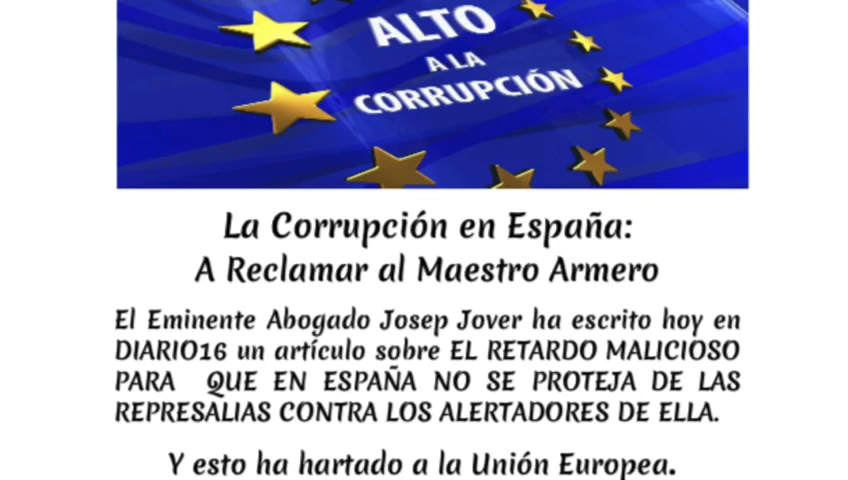 ALTO
A LA
CORRUPCIÓN
La Corrupción en España:
A Reclamar al Maestro Armero
El Eminente Abogado Josep Jover ha escrito hoy en
DIARIO16 un artículo sobre EL RETARDO MALICIOSO
PARA QUE EN ESPAÑA NO SE PROTEJA DE LAS
REPRESALIAS CONTRA LOS ALERTADORES DE ELLA.
Y esto ha hartado a la Unión Europea.